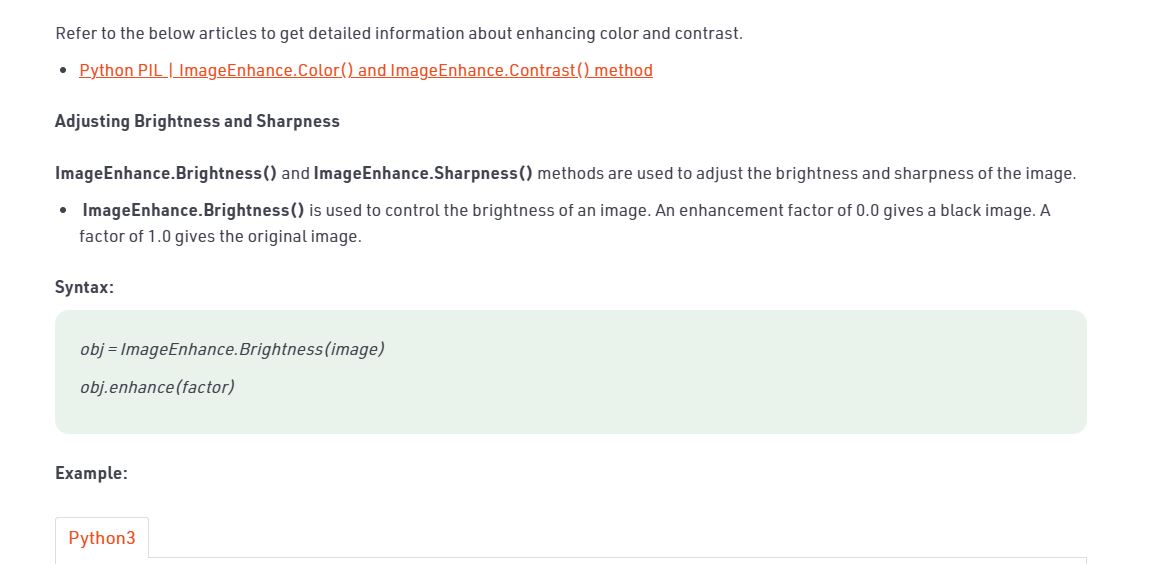 Refer to the below articles to get detailed information about enhancing color and contrast.
• Python PIL | ImageEnhance.Color() and ImageEnhance.Contrast() method
Adjusting Brightness and Sharpness
ImageEnhance.Brightness() and ImageEnhance.Sharpness() methods are used to adjust the brightness and sharpness of the image.
• ImageEnhance.Brightness() is used to control the brightness of an image. An enhancement factor of 0.0 gives a black image. A
factor of 1.0 gives the original image.
Syntax:
obj = ImageEnhance.Brightness(image)
obj.enhance(factor)
Example:
Python3